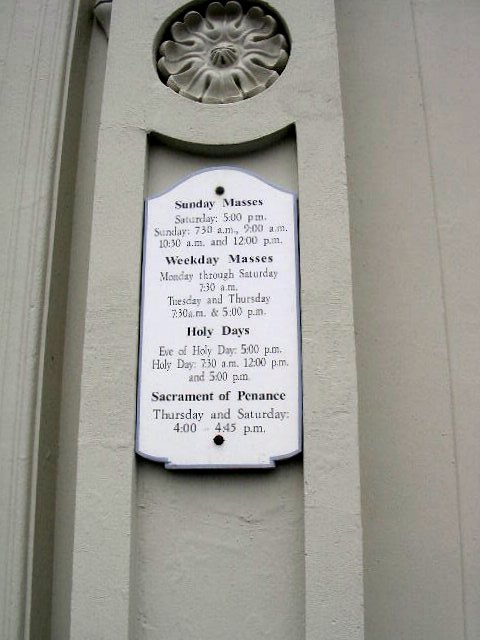 Sunday Masses
Saturday: 5:00 p.m.
Sunday: 7:30 a.m., 9:00 a.m.
10:30 a.m. and 12:00 p.m.
Weekday Masses
Monday through Saturday
7:30 a.m.
Tuesday and Thursday
7:30a.m. & 5:00 p.m.
Holy Days
Eve of Holy Day: 5:00 p.m.
Holy Day: 7:30 a.m. 12:00 p.m.
and 5:00 p.m.
Sacrament of Penance
Thursday and Saturday:
4:00 - 4:45 p.m.